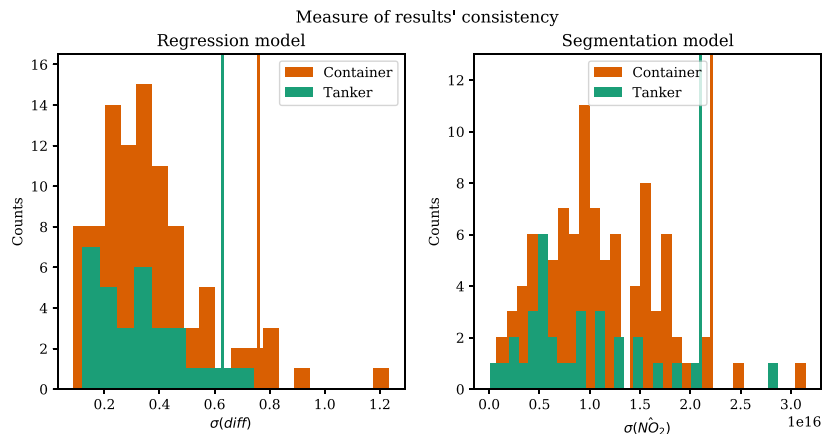 Measure of results' consistency
Regression model
Segmentation model
16
14
12
10
8
6
4
2
0
Counts
Container
Tanker
0.2 0.4 0.6 0.8 1.0 1.2
σ(diff)
12
10
8
6
4
2
0
Counts
Container
Tanker
0.0 0.5 1.0 1.5 2.0 2.5 3.0
1e16
σ(NÔ₂)